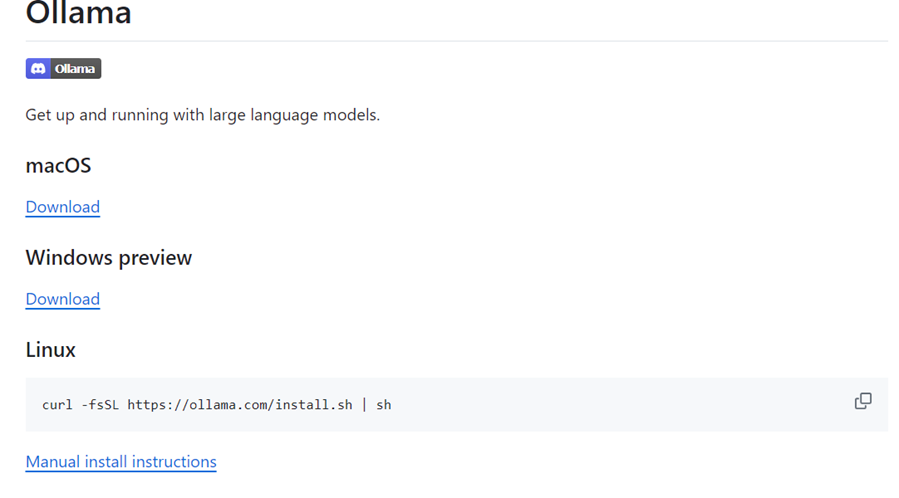 Ollama
Ollama
Get up and running with large language models.
macOS
Download
Windows preview
Download
Linux
curl -fsSL https://ollama.com/install.sh | sh
Manual install instructions